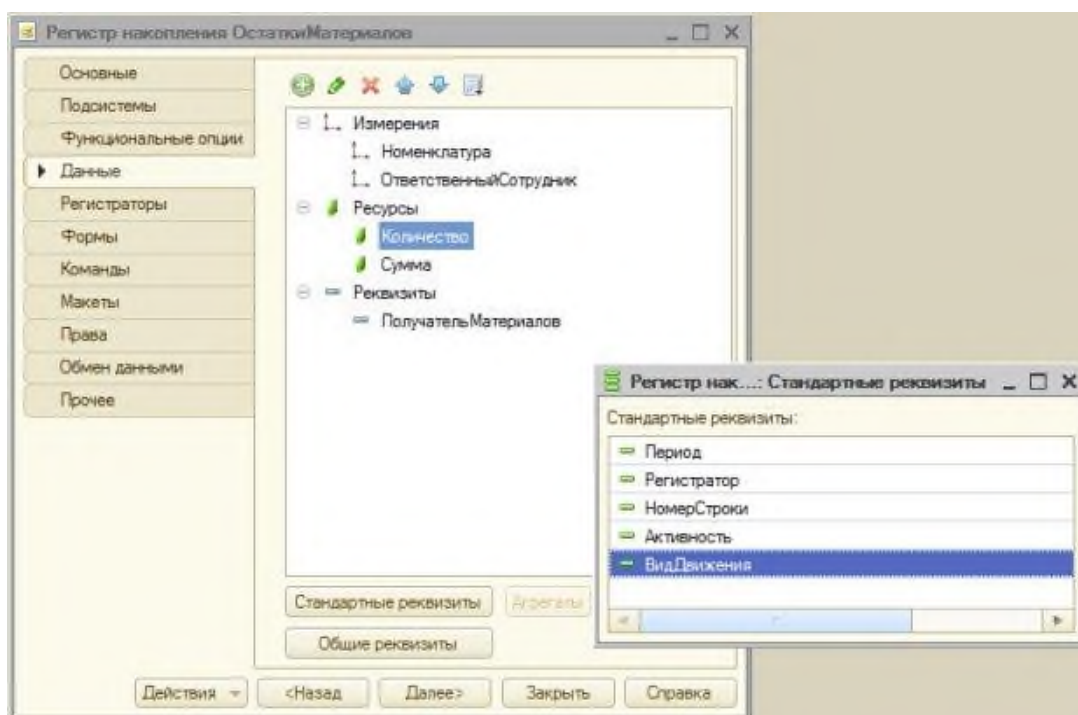 Регистр накопления ОстаткиМатериалов
Основные
Подсистемы
Функциональные опции
Данные
Регистраторы
Формы
Команды
Макеты
Права
Обмен данными
Прочее
Измерения
Номенклатура
ОтветственныйСотрудник
Ресурсы
Количество
Сумма
Реквизиты
ПолучательМатериалов
Стандартные реквизиты
Агрегаты
Общие реквизиты
Действия
<Назад
Далее>
Закрыть
Справка
Регистр нак...: Стандартные реквизиты
Стандартные реквизиты:
Период
Регистратор
НомерСтроки
Активность
ВидДвижения